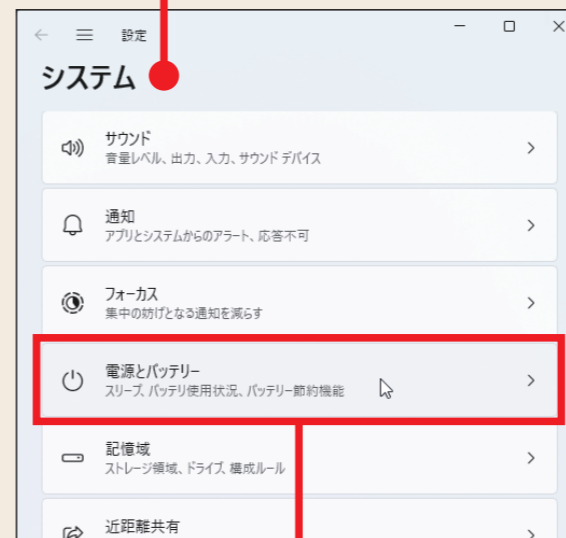 設定
システム
サウンド
音量レベル、出力、入力、サウンド デバイス
通知
アプリとシステムからのアラート、応答不可
フォーカス
集中の妨げとなる通知を減らす
電源とバッテリー
スリープ、バッテリ使用状況、バッテリー節約機能
記憶域
ストレージ領域、ドライブ、構成ルール
近距離共有